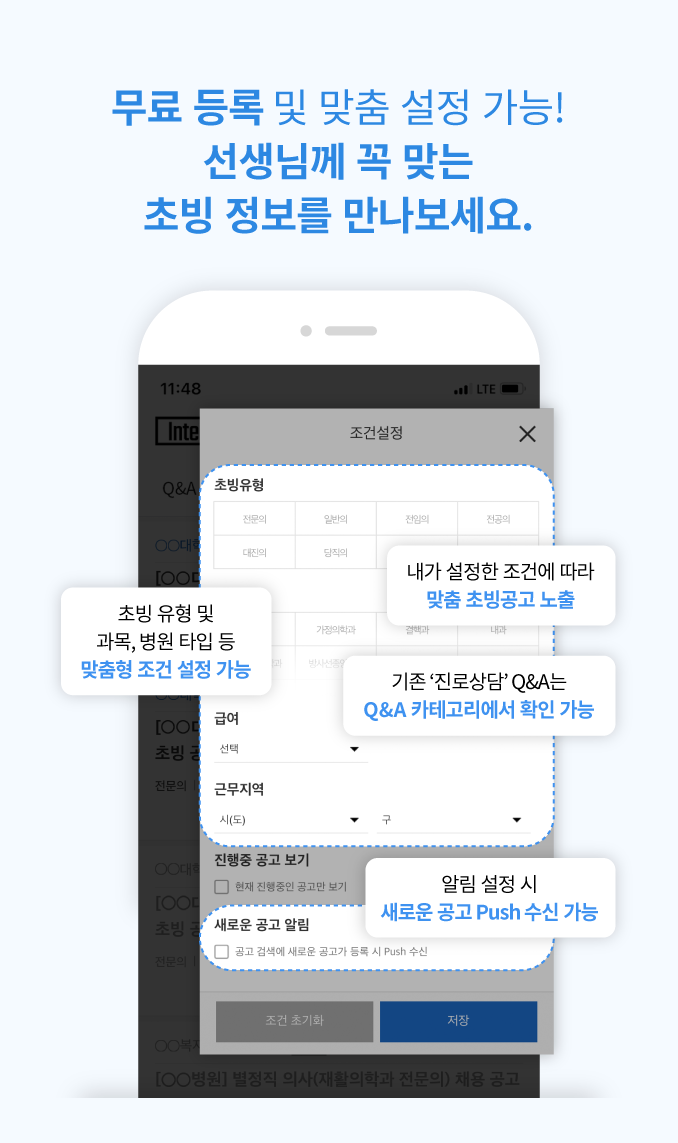 무료 등록 및 맞춤 설정 가능!
선생님께 꼭 맞는
초빙 정보를 만나보세요.
11:48 LTE
Inte
Q&A
조건설정
초빙유형
전문의 일반의 전임의 전공의
대진의 당직의
내가 설정한 조건에 따라
맞춤 초빙공고 노출
초빙 유형 및
과목, 병원 타입 등
맞춤형 조건 설정 가능
가정의학과 결핵과 내과
기존 ‘진로상담’ Q&A는
Q&A 카테고리에서 확인 가능
급여
선택
초빙 공
전문의
근무지역
시(도) 구
진행중 공고 보기
현재 진행중인 공고만 보기
알림 설정 시
새로운 공고 Push 수신 가능
새로운 공고 알림
공고 검색에 새로운 공고가 등록 시 Push 수신
○○대학
[○○대
초빙 공
전문의
조건 초기화 저장
○○복지
[○○병원] 별정직 의사(재활의학과 전문의) 채용 공고